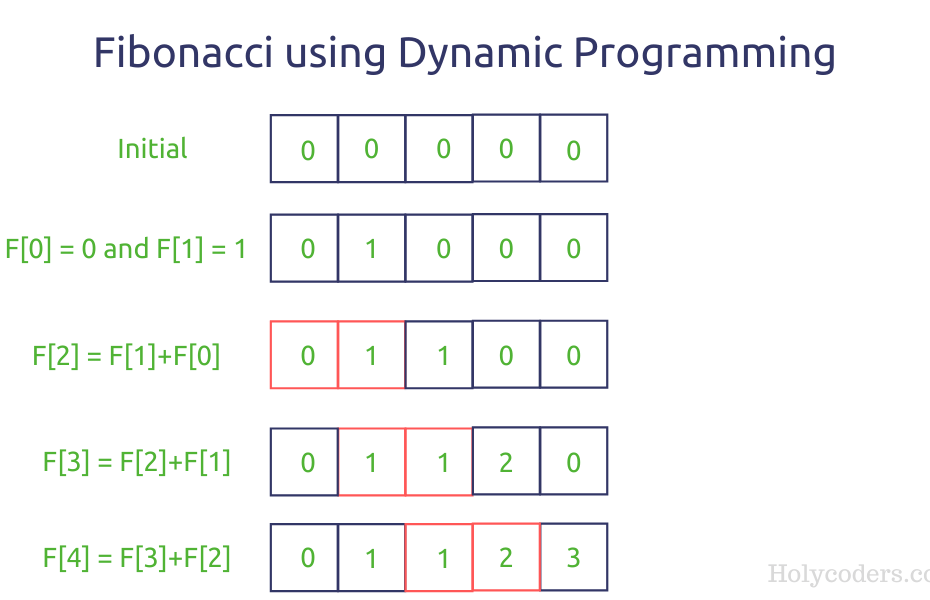 Fibonacci using Dynamic Programming
Initial 0 0 0 0 0
F[0] = 0 and F[1] = 1 0 1 0 0 0
F[2] = F[1]+F[0] 0 1 1 0 0
F[3] = F[2]+F[1] 0 1 1 2 0
F[4] = F[3]+F[2] 0 1 1 2 3
Holycoders.co